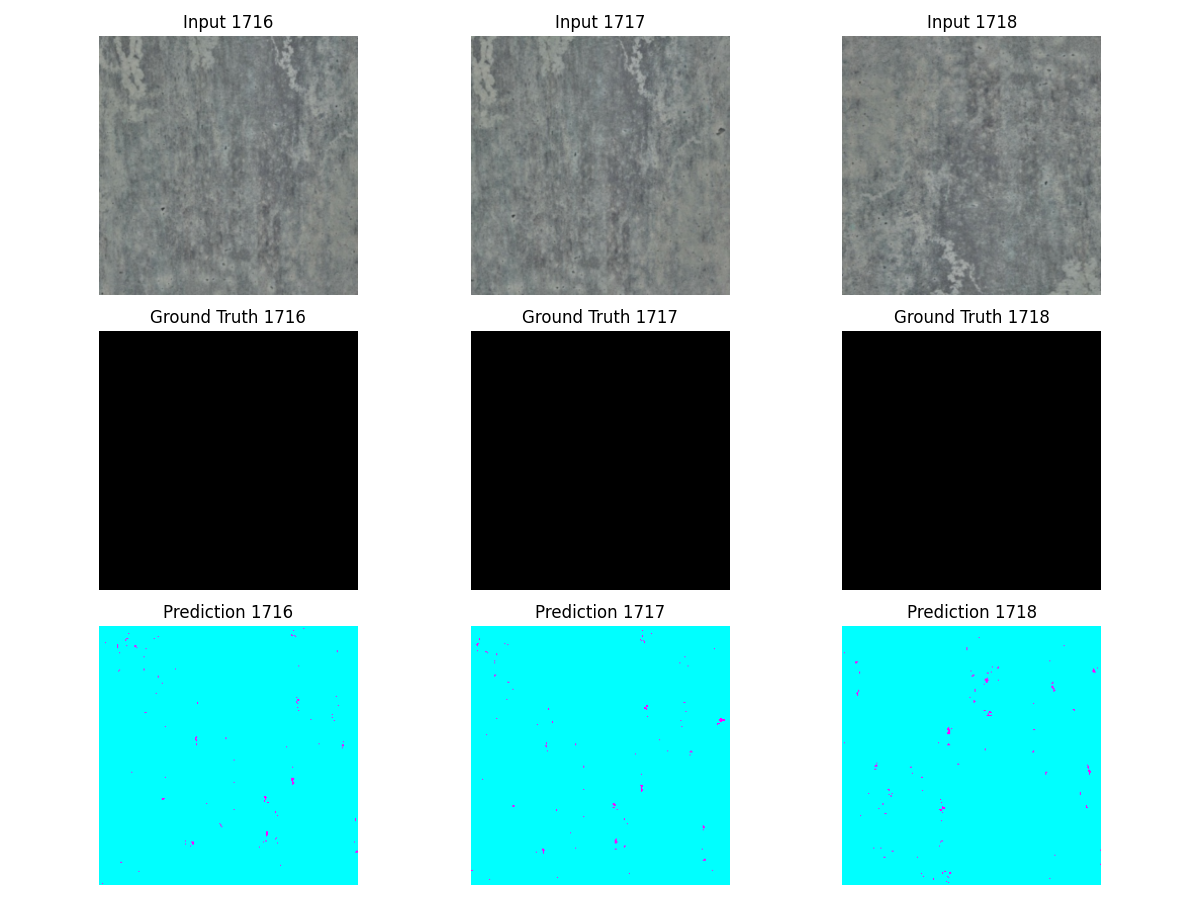 Input 1716
Input 1717
Input 1718
Ground Truth 1716
Ground Truth 1717
Ground Truth 1718
Prediction 1716
Prediction 1717
Prediction 1718